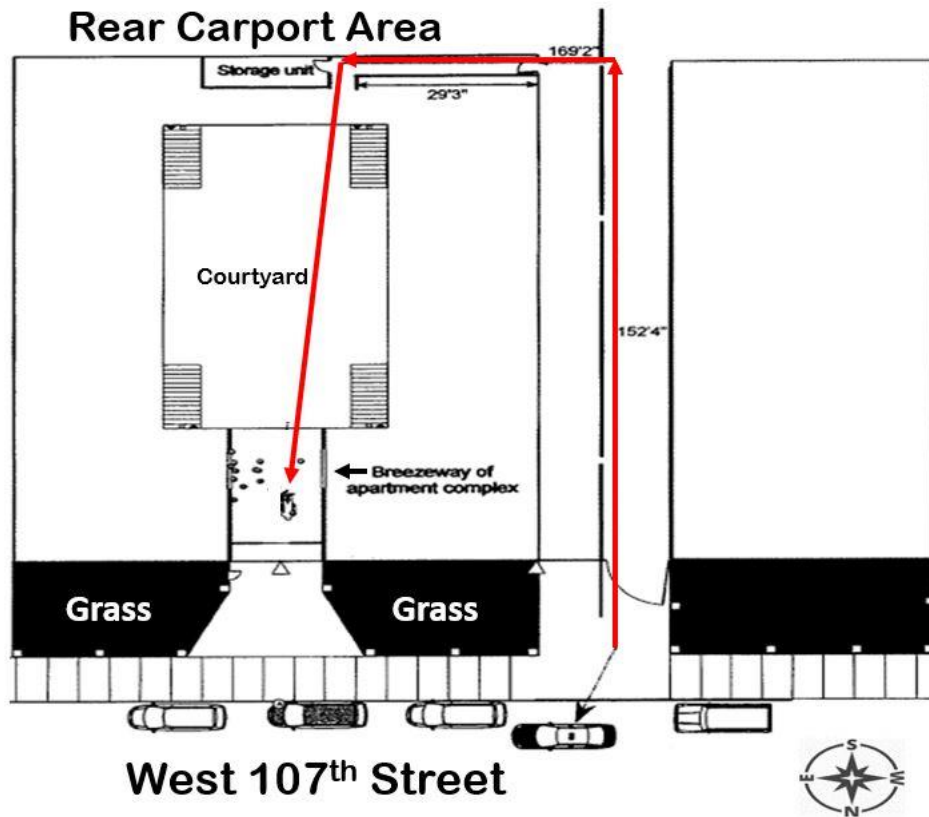 Rear Carport Area
169'2"
Storage unit
29'3"
Courtyard
152'4"
Breezeway of
apartment complex
Grass
Grass
West 107th Street
S
E
W
N